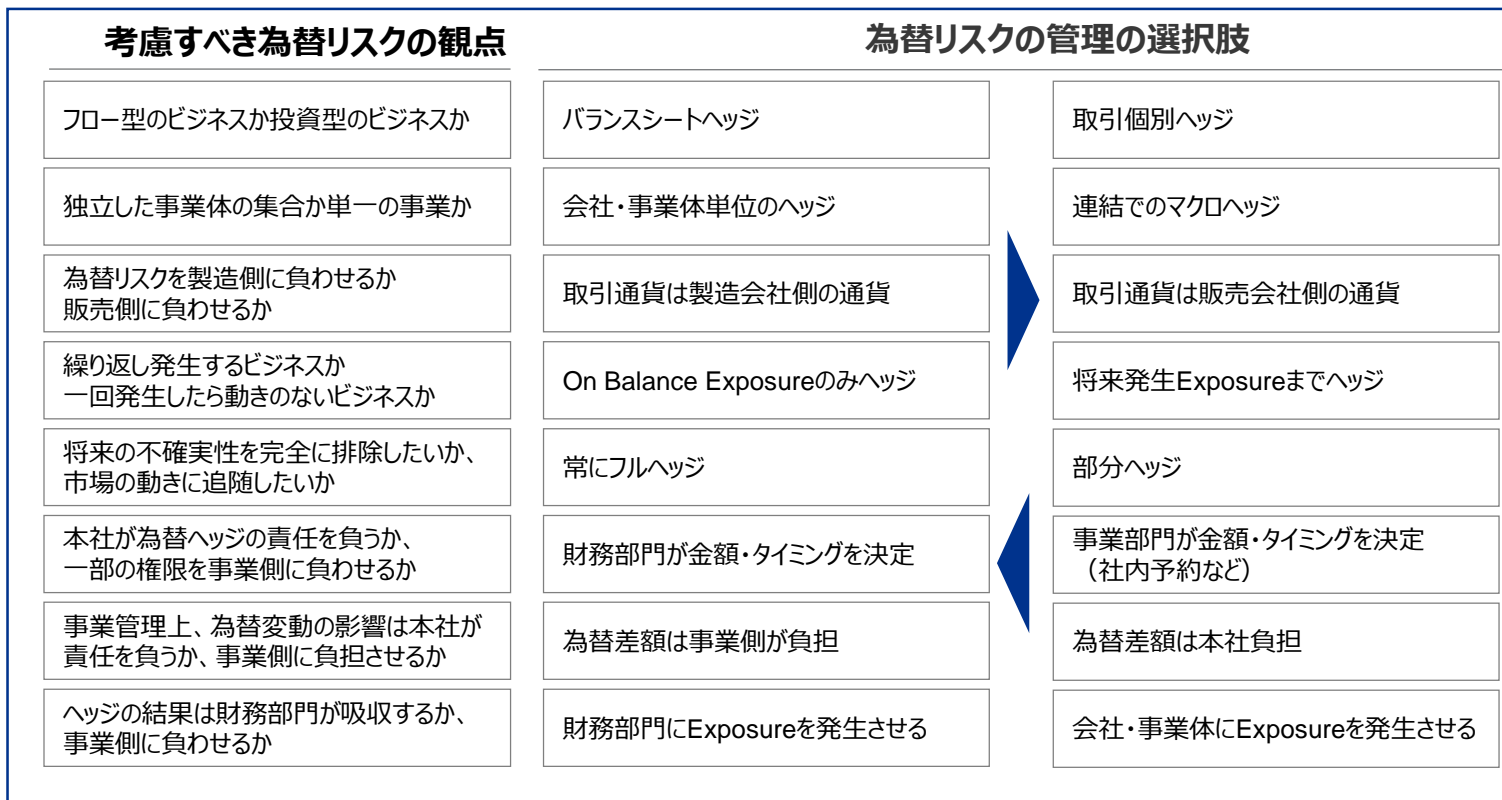 考慮すべき為替リスクの観点
為替リスクの管理の選択肢
フロー型のビジネスか投資型のビジネスか
バランスシートヘッジ
取引個別ヘッジ
独立した事業体の集合か単一の事業か
会社・事業体単位のヘッジ
連結でのマクロヘッジ
為替リスクを製造側に負わせるか
販売側に負わせるか
取引通貨は製造会社側の通貨
取引通貨は販売会社側の通貨
繰り返し発生するビジネスか
一回発生したら動きのないビジネスか
On Balance Exposureのみヘッジ
将来発生Exposureまでヘッジ
将来の不確実性を完全に排除したいか、
市場の動きに追随したいか
常にフルヘッジ
部分ヘッジ
本社が為替ヘッジの責任を負うか、
一部の権限を事業側に負わせるか
財務部門が金額・タイミングを決定
事業部門が金額・タイミングを決定
（社内予約など）
事業管理上、為替変動の影響は本社が
責任を負うか、事業側に負担させるか
為替差額は事業側が負担
為替差額は本社負担
ヘッジの結果は財務部門が吸収するか、
事業側に負わせるか
財務部門にExposureを発生させる
会社・事業体にExposureを発生させる